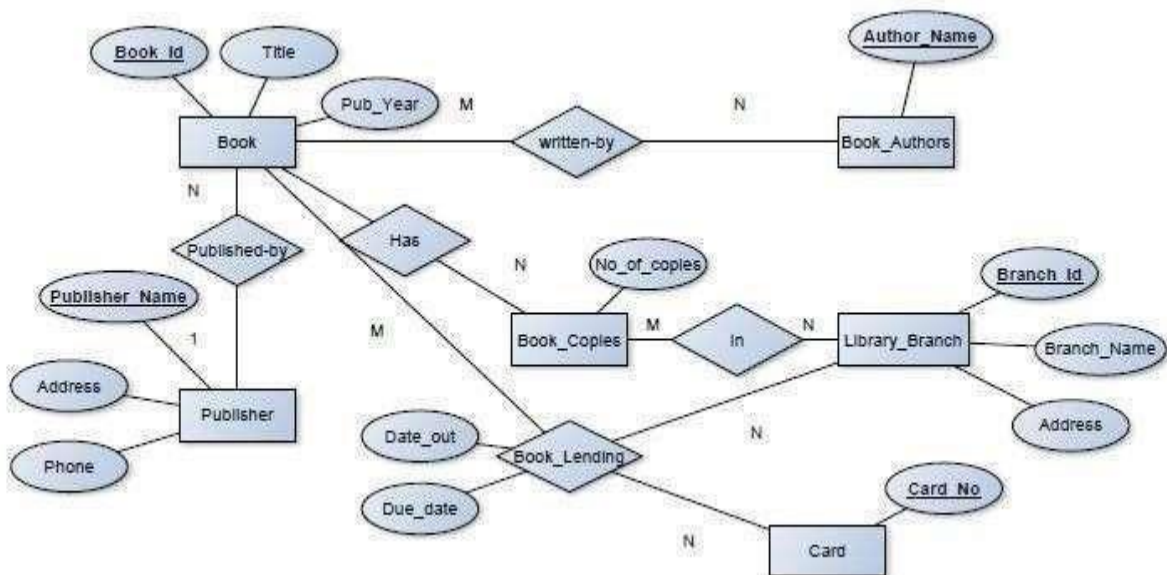 Author_Name
Book_Id
Title
Pub_Year
M
N
Book
written-by
Book_Authors
N
Has
Published-by
N
No_of_copies
Branch_Id
Publisher_Name
M
M
N
1
Book_Copies
In
Library_Branch
Branch_Name
Address
Publisher
Date_out
N
Address
Book_Lending
Phone
Due_date
Card_No
N
Card